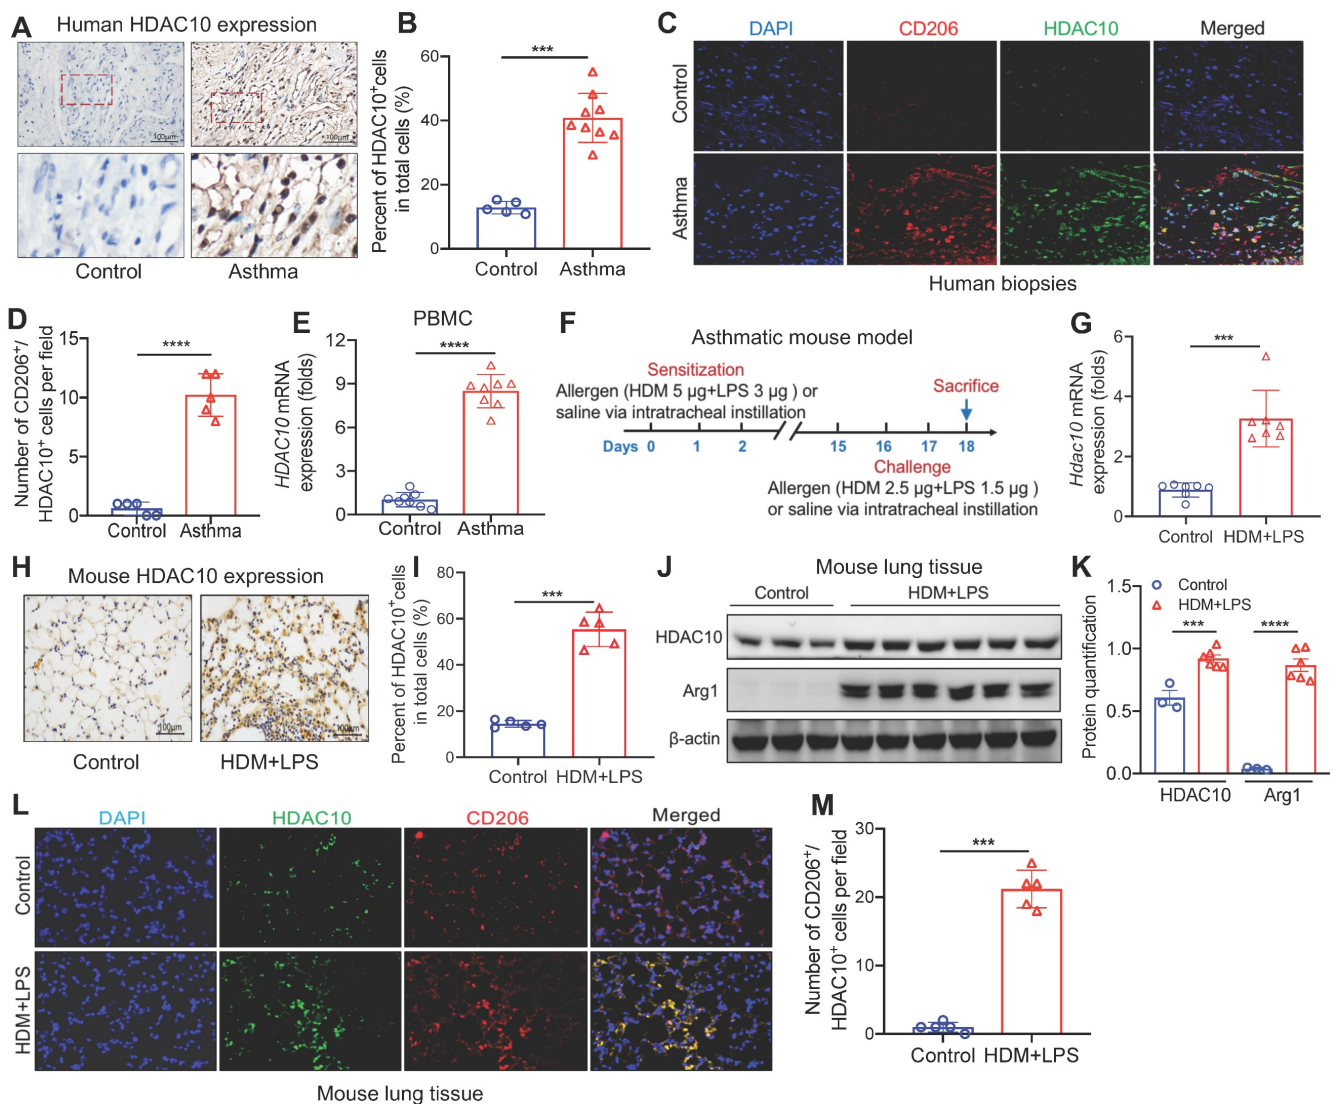 A
Human HDAC10 expression
100μm
100μm
Control
Asthma
B
***
Percent of HDAC10+cells
in total cells (%)
60
40
20
0
Control
Asthma
C
DAPI
CD206
HDAC10
Merged
Control
Asthma
Human biopsies
D
****
Number of CD206+/
HDAC10+ cells per field
15
10
5
0
Control
Asthma
E
PBMC
****
HDAC10 mRNA
expression (folds)
12
9
6
3
0
Control
Asthma
F
Asthmatic mouse model
Sensitization
Allergen (HDM 5 μg+LPS 3 μg ) or
saline via intratracheal instillation
Sacrifice
Days 0 1 2 15 16 17 18
Challenge
Allergen (HDM 2.5 μg+LPS 1.5 μg )
or saline via intratracheal instillation
G
***
Hdac10 mRNA
expression (folds)
6
4
2
0
Control
HDM+LPS
H
Mouse HDAC10 expression
100μm
100μm
Control
HDM+LPS
I
***
Percent of HDAC10+cells
in total cells (%)
80
60
40
20
0
Control
HDM+LPS
J
Mouse lung tissue
Control
HDM+LPS
HDAC10
Arg1
β-actin
K
Control
HDM+LPS
***
****
Protein quantification
1.5
1.0
0.5
0.0
HDAC10
Arg1
L
DAPI
HDAC10
CD206
Merged
Control
HDM+LPS
Mouse lung tissue
M
***
Number of CD206+/
HDAC10+ cells per field
30
20
10
0
Control
HDM+LPS